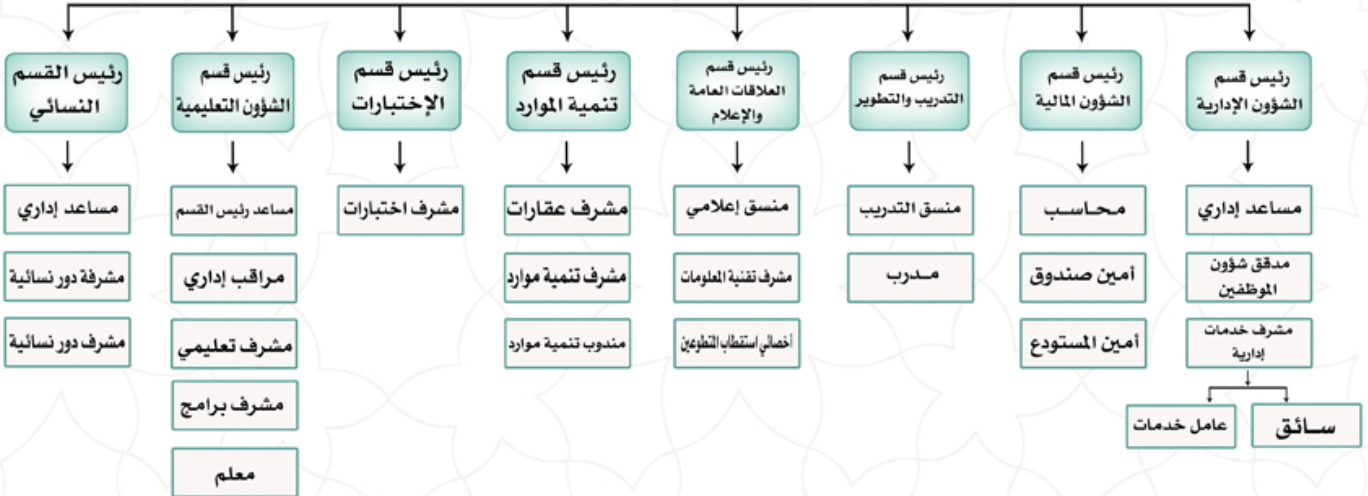 رئيس قسم
الشؤون الإدارية
رئيس قسم
الشؤون المالية
رئيس قسم
التدريب والتطوير
رئيس قسم
العلاقات العامة
والإعلام
رئيس قسم
تنمية الموارد
رئيس قسم
الإختبارات
رئيس قسم
الشؤون التعليمية
رئيس القسم
النسائي
مساعد إداري
محاسب
منسق التدريب
منسق إعلامي
مشرف عقارات
مشرف اختبارات
مساعد رئيس القسم
مساعد إداري
مدقق شؤون
الموظفين
أمين صندوق
مدرب
مشرف تقنية المعلومات
مشرف تنمية موارد
مراقب إداري
مشرفة دور نسائية
مشرف خدمات
إدارية
أمين المستودع
أخصائي استقطاب المتطوعين
مندوب تنمية موارد
مشرف تعليمي
مشرف دور نسائية
سائق
عامل خدمات
مشرف برامج
معلم